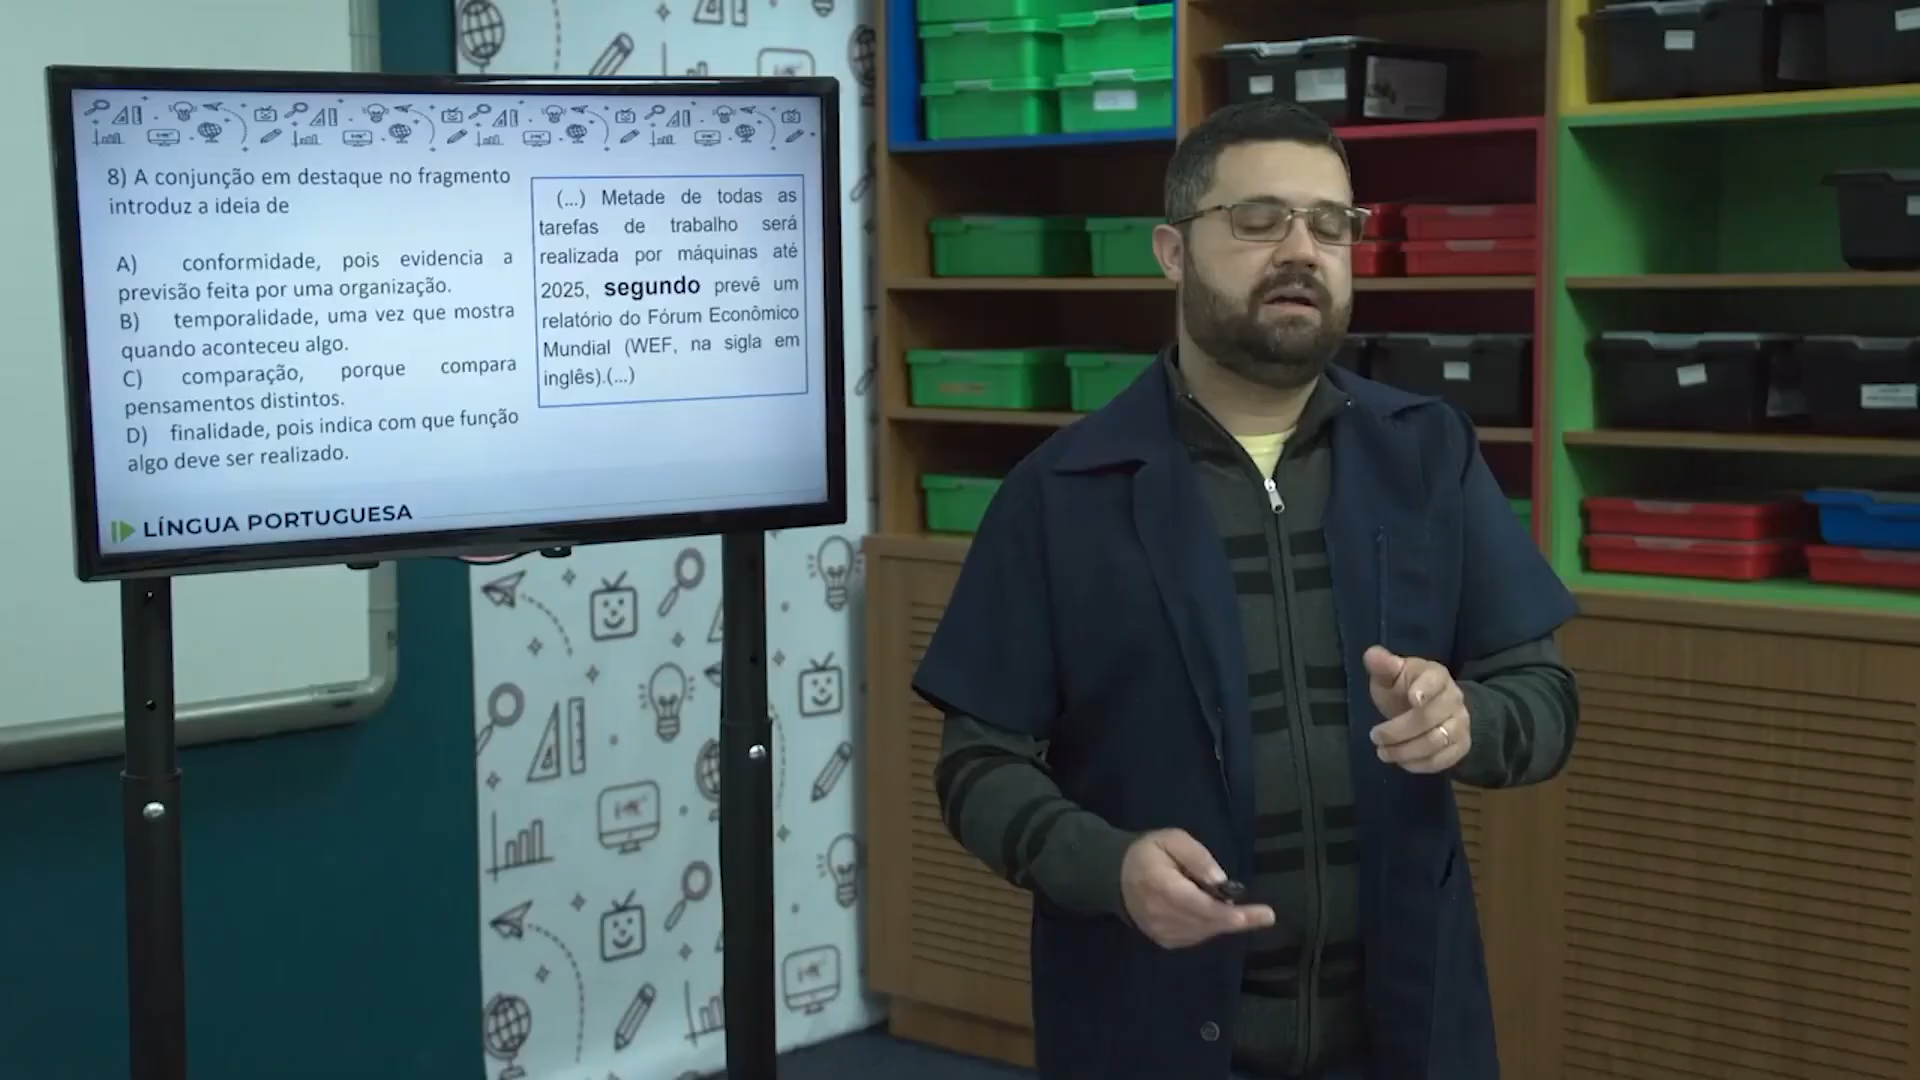 8) A conjunção em destaque no fragmento
introduz a ideia de
A) conformidade, pois evidencia a
previsão feita por uma organização.
B) temporalidade, uma vez que mostra
quando aconteceu algo.
C) comparação, porque compara
pensamentos distintos.
D) finalidade, pois indica com que função
algo deve ser realizado.
(...) Metade de todas as
tarefas de trabalho será
realizada por máquinas até
2025, segundo prevê um
relatório do Fórum Econômico
Mundial (WEF, na sigla em
inglês).(...)
LÍNGUA PORTUGUESA